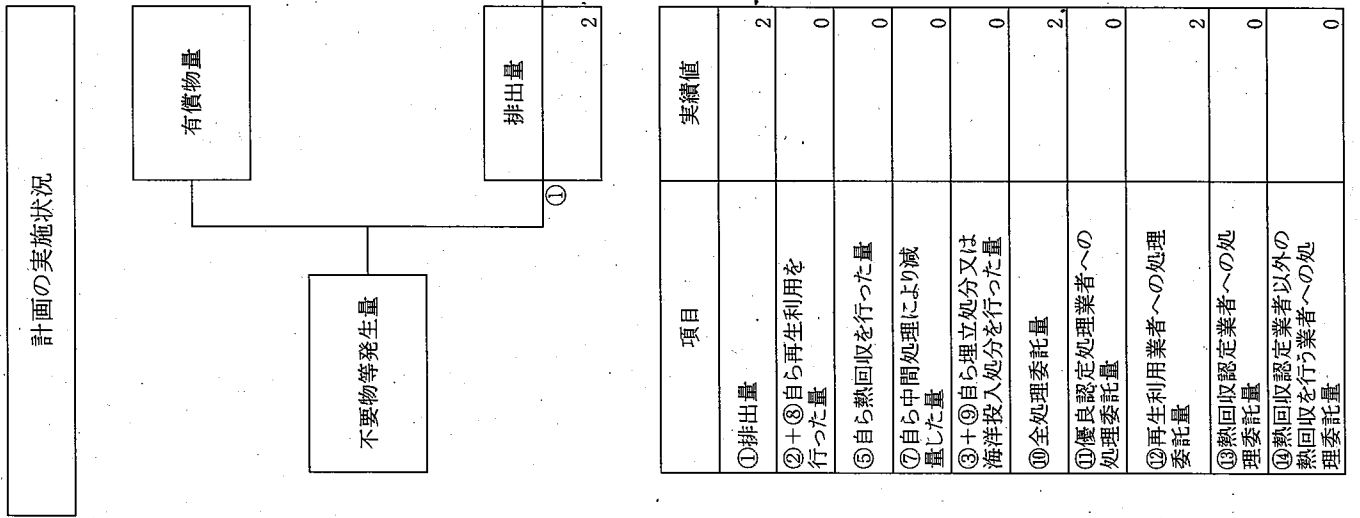 計画の実施状況
不要物等発生量
有償物量
①
排出量
2
項目
実績値
①排出量
2
②+⑧自ら再生利用を
行った量
0
⑤自ら熱回収を行った量
0
⑦自ら中間処理により減
量した量
0
③+⑨自ら埋立処分又は
海洋投入処分を行った量
0
⑩全処理委託量
2
⑪優良認定処理業者への
処理委託量
0
⑫再生利用業者への処理
委託量
2
⑬熱回収認定業者への処
理委託量
0
⑭熱回収認定業者以外の
熱回収を行う業者への処
理委託量
0